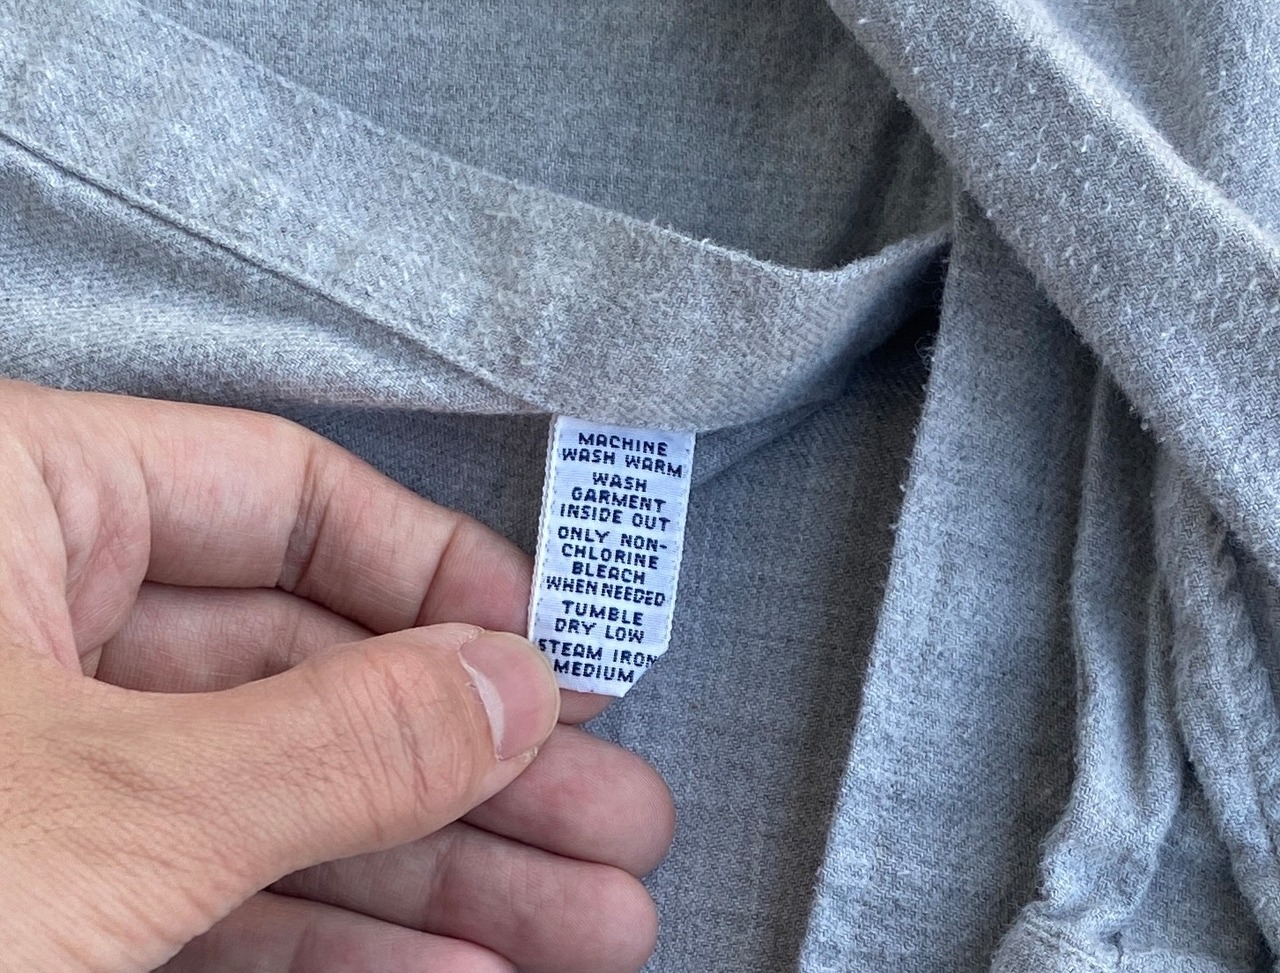 MACHINE
WASH WARM
WASH
GARMENT
INSIDE OUT
ONLY NON-
CHLORINE
BLEACH
WHEN NEEDED
TUMBLE
DRY LOW
STEAM IRON
MEDIUM